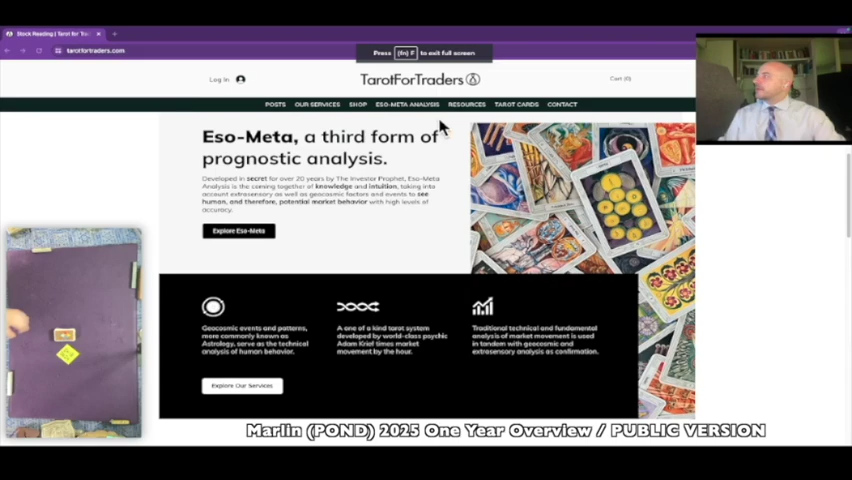 Stock Reading | Tarot for Tra
tarotfortraders.com
Press (fn) F to exit full screen
Log In
TarotForTraders
Cart (0)
POSTS OUR SERVICES SHOP ESO-META ANALYSIS RESOURCES TAROT CARDS CONTACT
Eso-Meta, a third form of
prognostic analysis.
Developed in secret for over 20 years by The Investor Prophet, Eso-Meta
Analysis is the coming together of knowledge and intuition, taking into
account extrasensory as well as geocosmic factors and events to see
human, and therefore, potential market behavior with high levels of
accuracy.
Explore Eso-Meta
Geocosmic events and patterns,
more commonly known as
Astrology, serve as the technical
analysis of human behavior.
A one of a kind tarot system
developed by world-class psychic
Adam Krief times market
movement by the hour.
Traditional technical and fundamental
analysis of market movement is used
in tandem with geocosmic and
extrasensory analysis as confirmation.
Explore Our Services
Marlin (POND) 2025 One Year Overview / PUBLIC VERSION